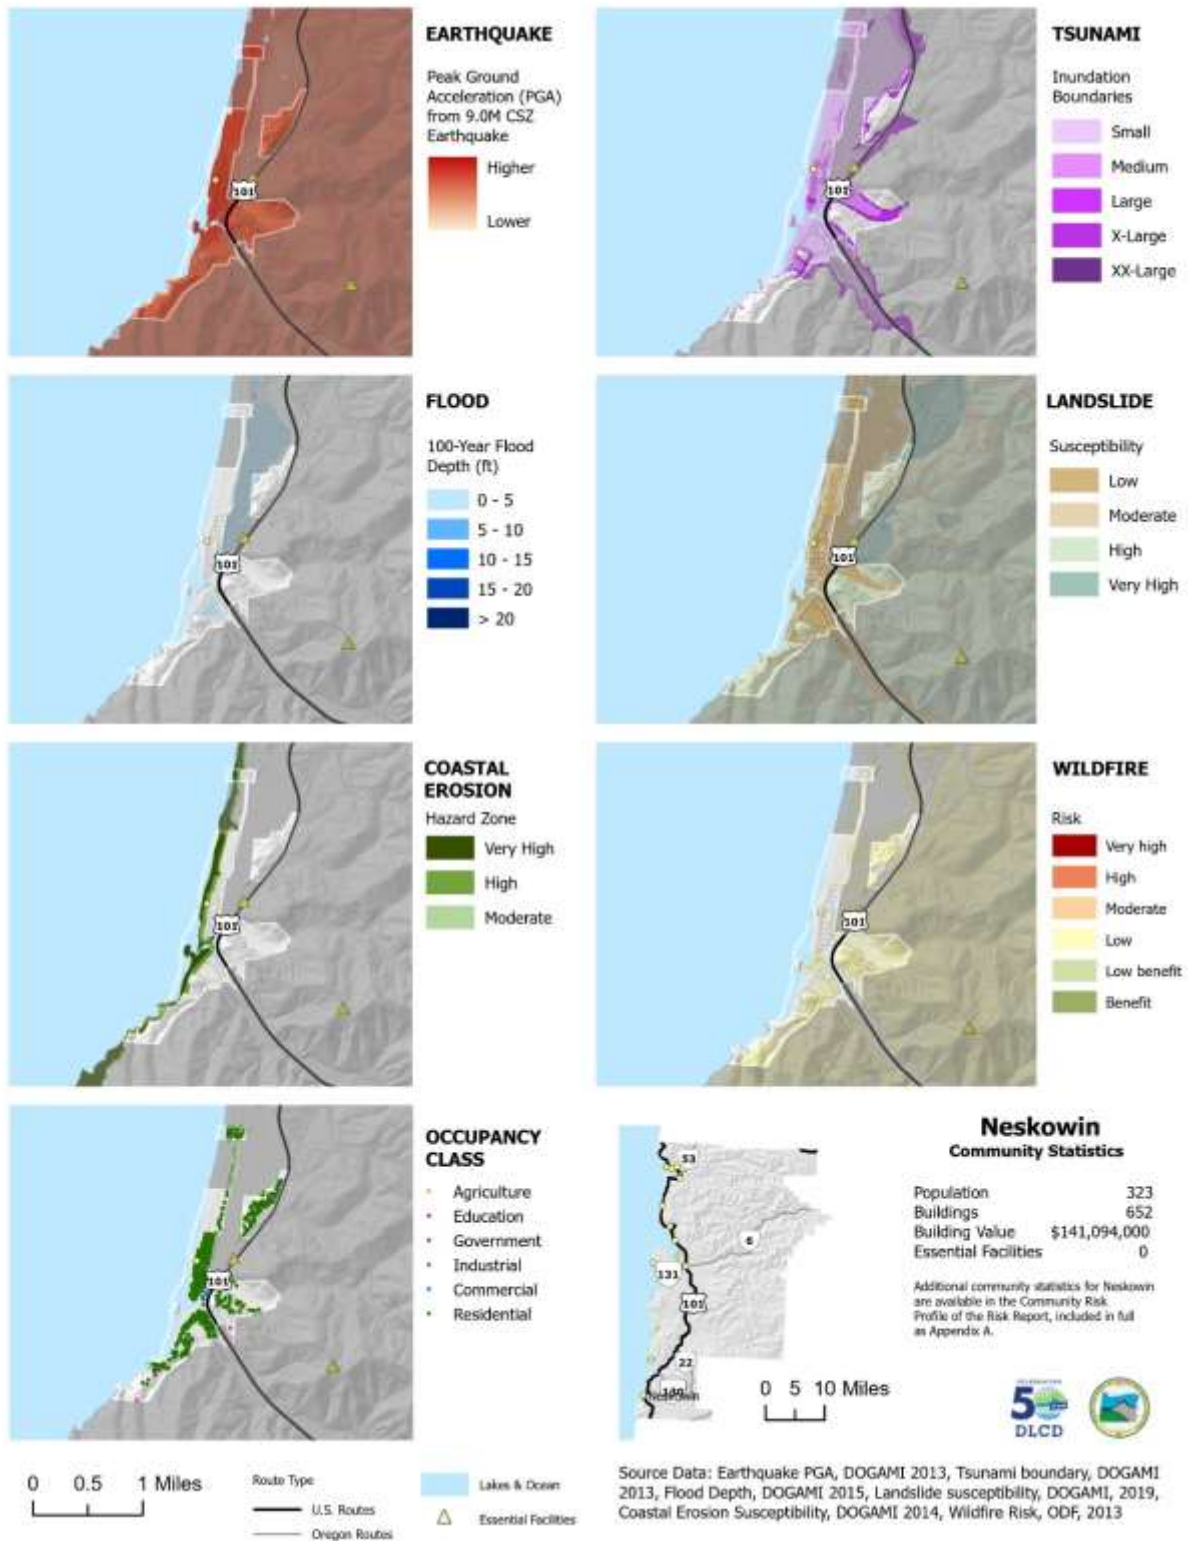 EARTHQUAKE
Peak Ground
Acceleration (PGA)
from 9.0M CSZ
Earthquake
Higher
Lower
101
TSUNAMI
Inundation
Boundaries
Small
Medium
Large
X-Large
XX-Large
101
FLOOD
100-Year Flood
Depth (ft)
0 - 5
5 - 10
10 - 15
15 - 20
> 20
101
LANDSLIDE
Susceptibility
Low
Moderate
High
Very High
101
COASTAL
EROSION
Hazard Zone
Very High
High
Moderate
101
WILDFIRE
Risk
Very high
High
Moderate
Low
Low benefit
Benefit
101
OCCUPANCY
CLASS
Agriculture
Education
Government
Industrial
Commercial
Residential
101
53
6
131
101
22
0 5 10 Miles
Neskowin
Community Statistics
Population 323
Buildings 652
Building Value $141,094,000
Essential Facilities 0
Additional community statistics for Neskowin
are available in the Community Risk
Profile of the Risk Report, included in full
as Appendix A.
50
DLCD
0 0.5 1 Miles
Route Type
U.S. Routes
Oregon Routes
Lakes & Ocean
Essential Facilities
Source Data: Earthquake PGA, DOGAMI 2013, Tsunami boundary, DOGAMI
2013, Flood Depth, DOGAMI 2015, Landslide susceptibility, DOGAMI, 2019,
Coastal Erosion Susceptibility, DOGAMI 2014, Wildfire Risk, ODF, 2013